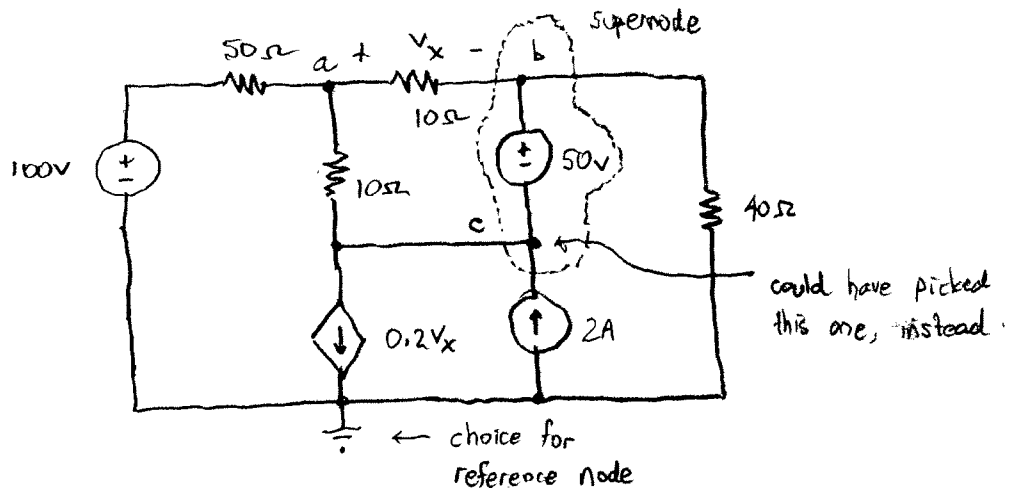 supernode
50Ω
a + Vx - b
10Ω
100V
+
-
10Ω
+
-
50V
40Ω
c
0.2Vx
2A
could have picked
this one, instead.
← choice for
reference node